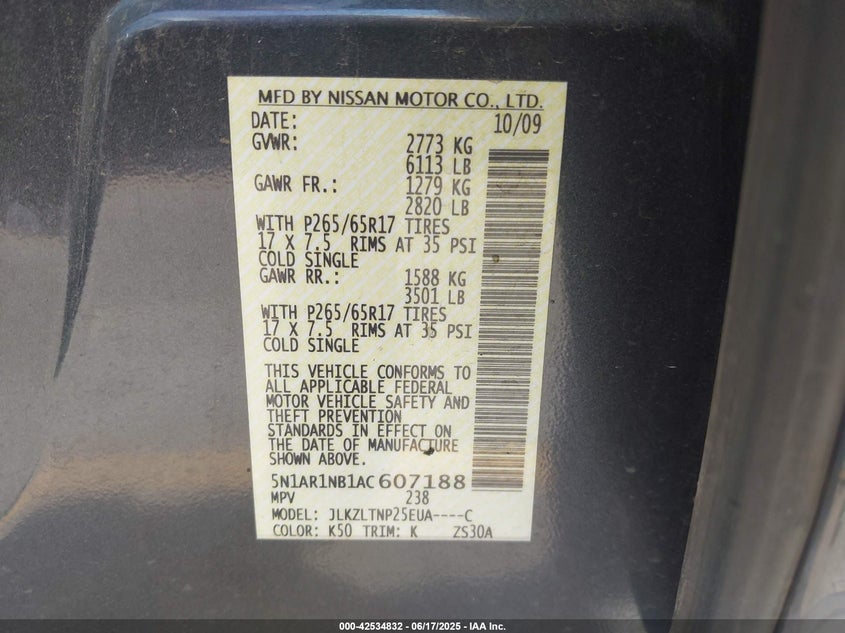 MFD BY NISSAN MOTOR CO., LTD.
DATE: 10/09
GVWR: 2773 KG
6113 LB
GAWR FR.: 1279 KG
2820 LB
WITH P265/65R17 TIRES
17 X 7.5 RIMS AT 35 PSI
COLD SINGLE
GAWR RR.: 1588 KG
3501 LB
WITH P265/65R17 TIRES
17 X 7.5 RIMS AT 35 PSI
COLD SINGLE
THIS VEHICLE CONFORMS TO
ALL APPLICABLE FEDERAL
MOTOR VEHICLE SAFETY AND
THEFT PREVENTION
STANDARDS IN EFFECT ON
THE DATE OF MANUFACTURE
SHOWN ABOVE.
5N1AR1NB1AC607188
MPV 238
MODEL: JLKZLTNP25EUA----C
COLOR: K50 TRIM: K ZS30A
000-42534832 - 06/17/2025 - IAA Inc.